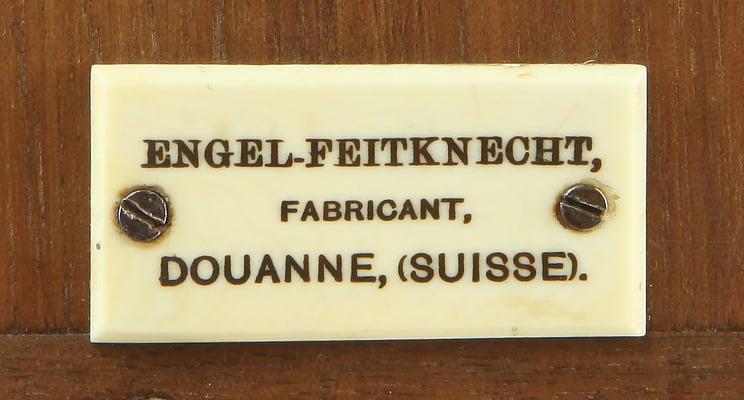 ENGEL-FEITKNECHT,
FABRICANT,
DOUANNE, (SUISSE).